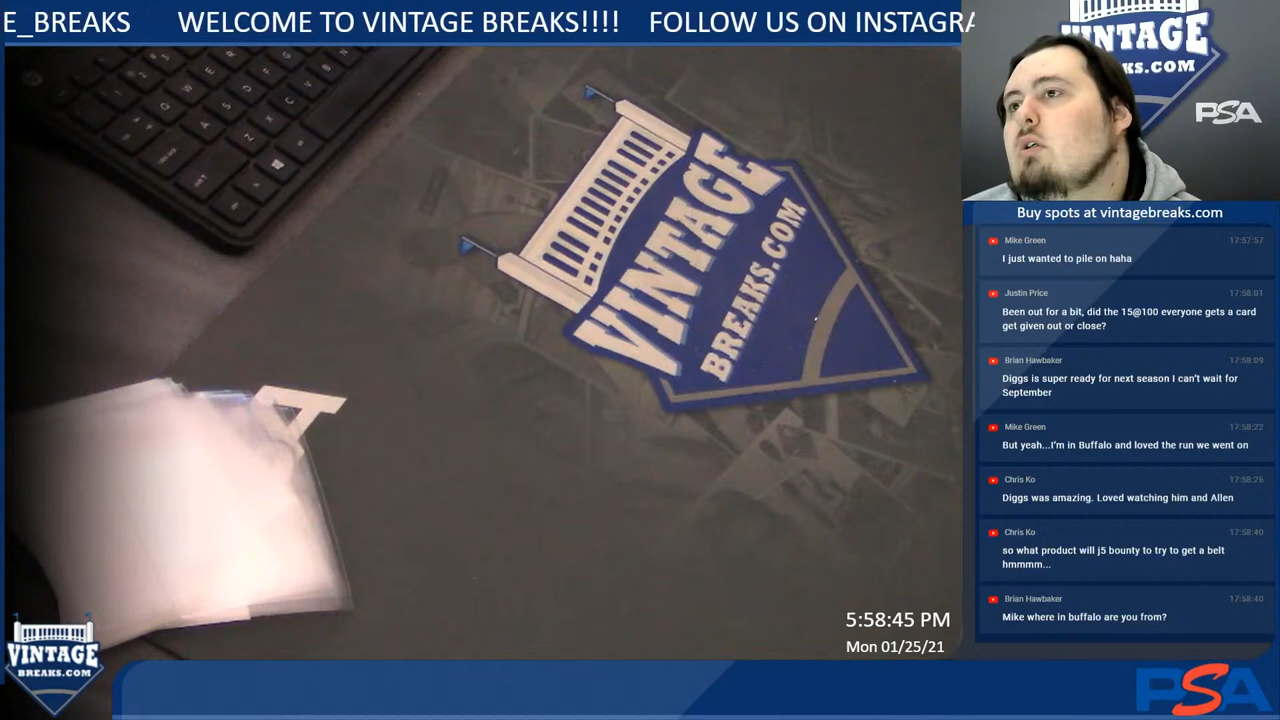 E_BREAKS WELCOME TO VINTAGE BREAKS!!!! FOLLOW US ON INSTAGRA
VINTAGE
BREAKS.COM
VINTAGE
KS.COM
PSA
Buy spots at vintagebreaks.com
Mike Green 17:57:57
I just wanted to pile on haha
Justin Price 17:58:01
Been out for a bit, did the 15@100 everyone gets a card
get given out or close?
Brian Hawbaker 17:58:09
Diggs is super ready for next season I can't wait for
September
Mike Green 17:58:22
But yeah...I'm in Buffalo and loved the run we went on
Chris Ko 17:58:26
Diggs was amazing. Loved watching him and Allen
Chris Ko 17:58:40
so what product will j5 bounty to try to get a belt
hmmmm...
Brian Hawbaker 17:58:40
Mike where in buffalo are you from?
A
5:58:45 PM
Mon 01/25/21
VINTAGE
BREAKS.COM
PSA